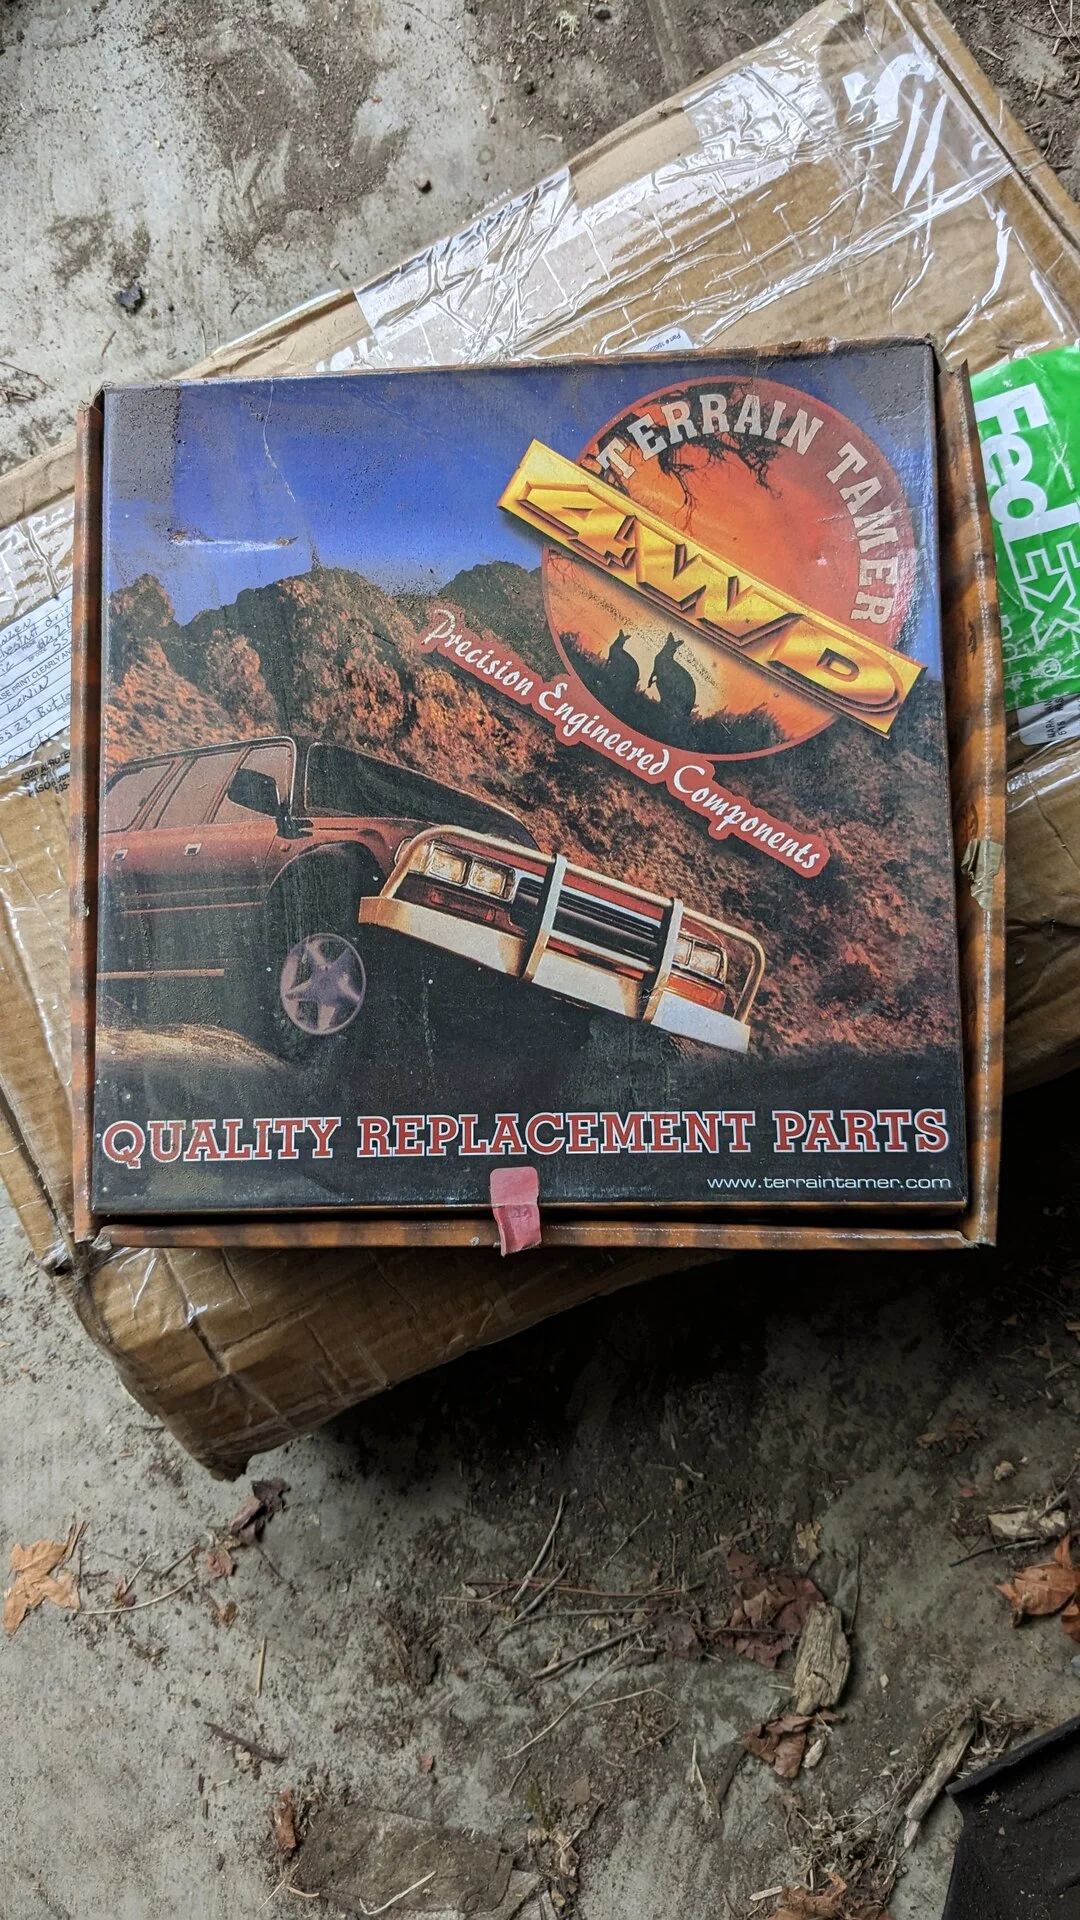 TERRAIN TAMER
4WD
Precision Engineered Components
QUALITY REPLACEMENT PARTS
www.terraintamer.com
FedEx